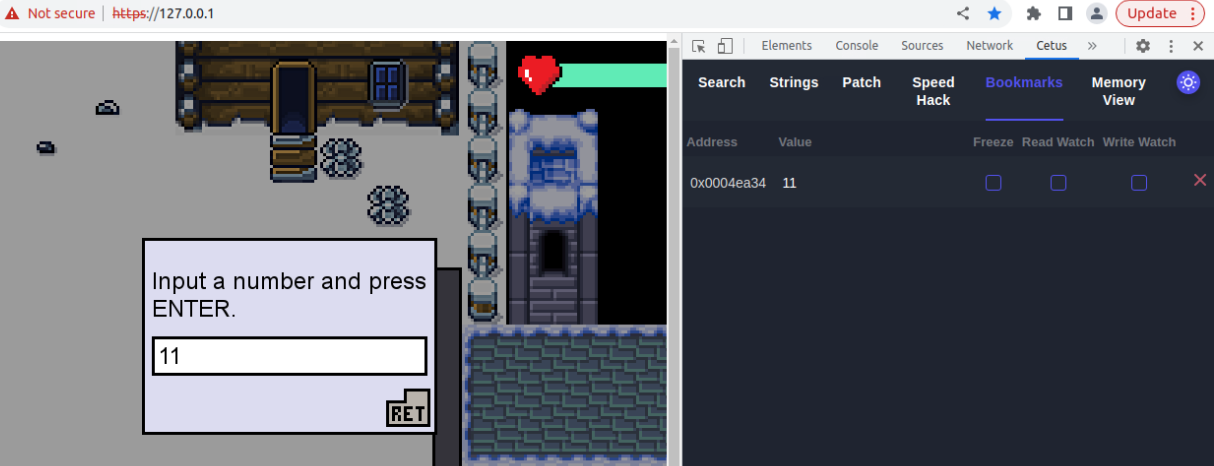 Not secure https://127.0.0.1 Update
Elements Console Sources Network Cetus »
Search Strings Patch Speed Hack Bookmarks Memory View
Address Value Freeze Read Watch Write Watch
0x0004ea34 11
Input a number and press
ENTER.
11
RET